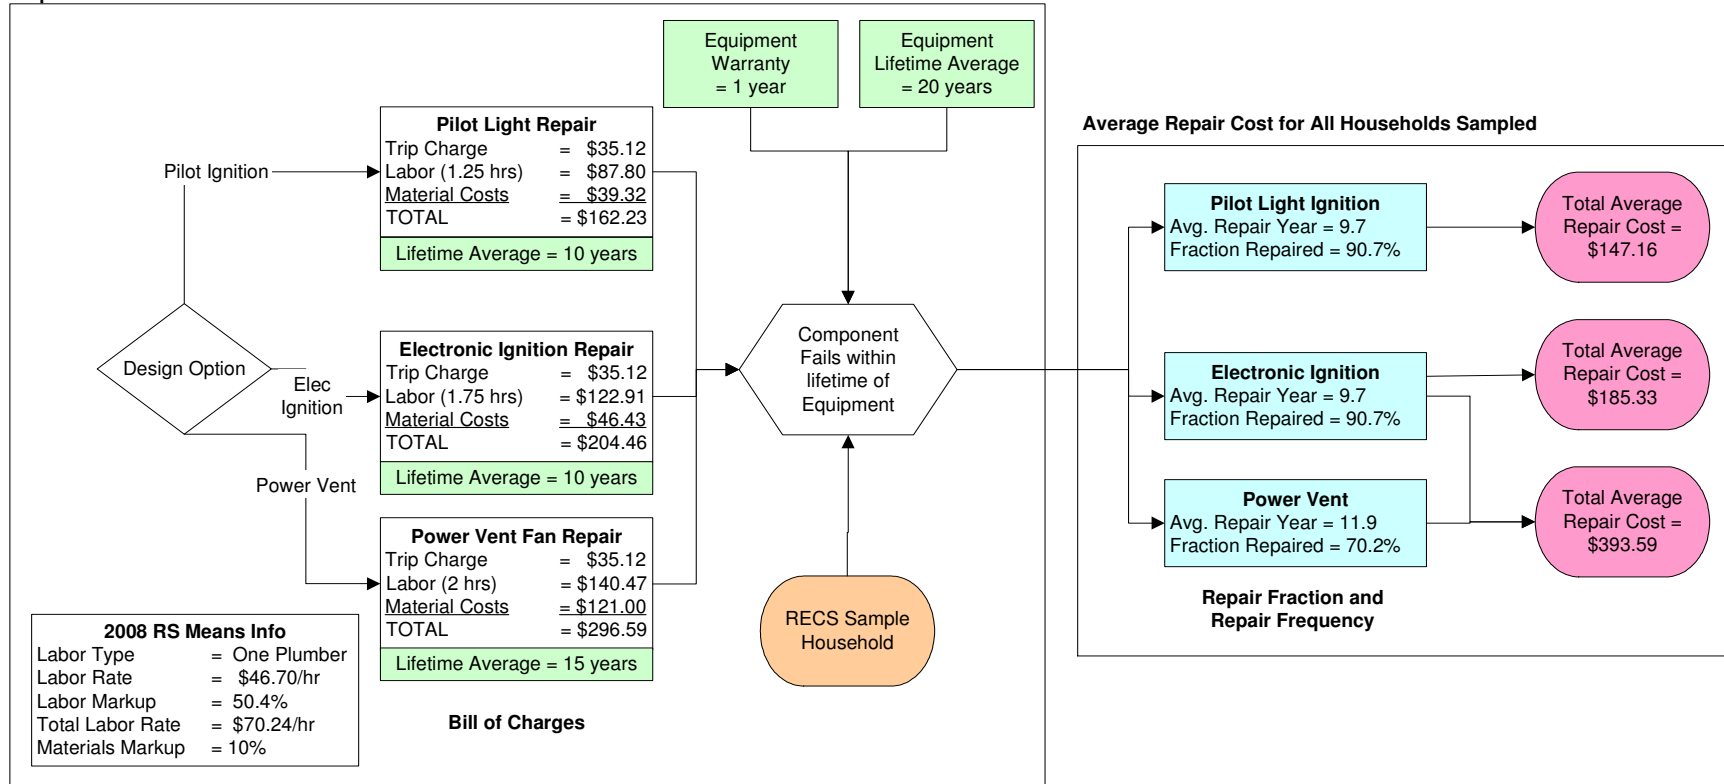 Equipment
Warranty
= 1 year
Equipment
Lifetime Average
= 20 years
Pilot Ignition
Pilot Light Repair
Trip Charge = $35.12
Labor (1.25 hrs) = $87.80
Material Costs = $39.32
TOTAL = $162.23
Lifetime Average = 10 years
Design Option
Elec
Ignition
Electronic Ignition Repair
Trip Charge = $35.12
Labor (1.75 hrs) = $122.91
Material Costs = $46.43
TOTAL = $204.46
Lifetime Average = 10 years
Power Vent
Power Vent Fan Repair
Trip Charge = $35.12
Labor (2 hrs) = $140.47
Material Costs = $121.00
TOTAL = $296.59
Lifetime Average = 15 years
2008 RS Means Info
Labor Type = One Plumber
Labor Rate = $46.70/hr
Labor Markup = 50.4%
Total Labor Rate = $70.24/hr
Materials Markup = 10%
Bill of Charges
Component
Fails within
lifetime of
Equipment
RECS Sample
Household
Average Repair Cost for All Households Sampled
Pilot Light Ignition
Avg. Repair Year = 9.7
Fraction Repaired = 90.7%
Total Average
Repair Cost =
$147.16
Electronic Ignition
Avg. Repair Year = 9.7
Fraction Repaired = 90.7%
Total Average
Repair Cost =
$185.33
Power Vent
Avg. Repair Year = 11.9
Fraction Repaired = 70.2%
Total Average
Repair Cost =
$393.59
Repair Fraction and
Repair Frequency